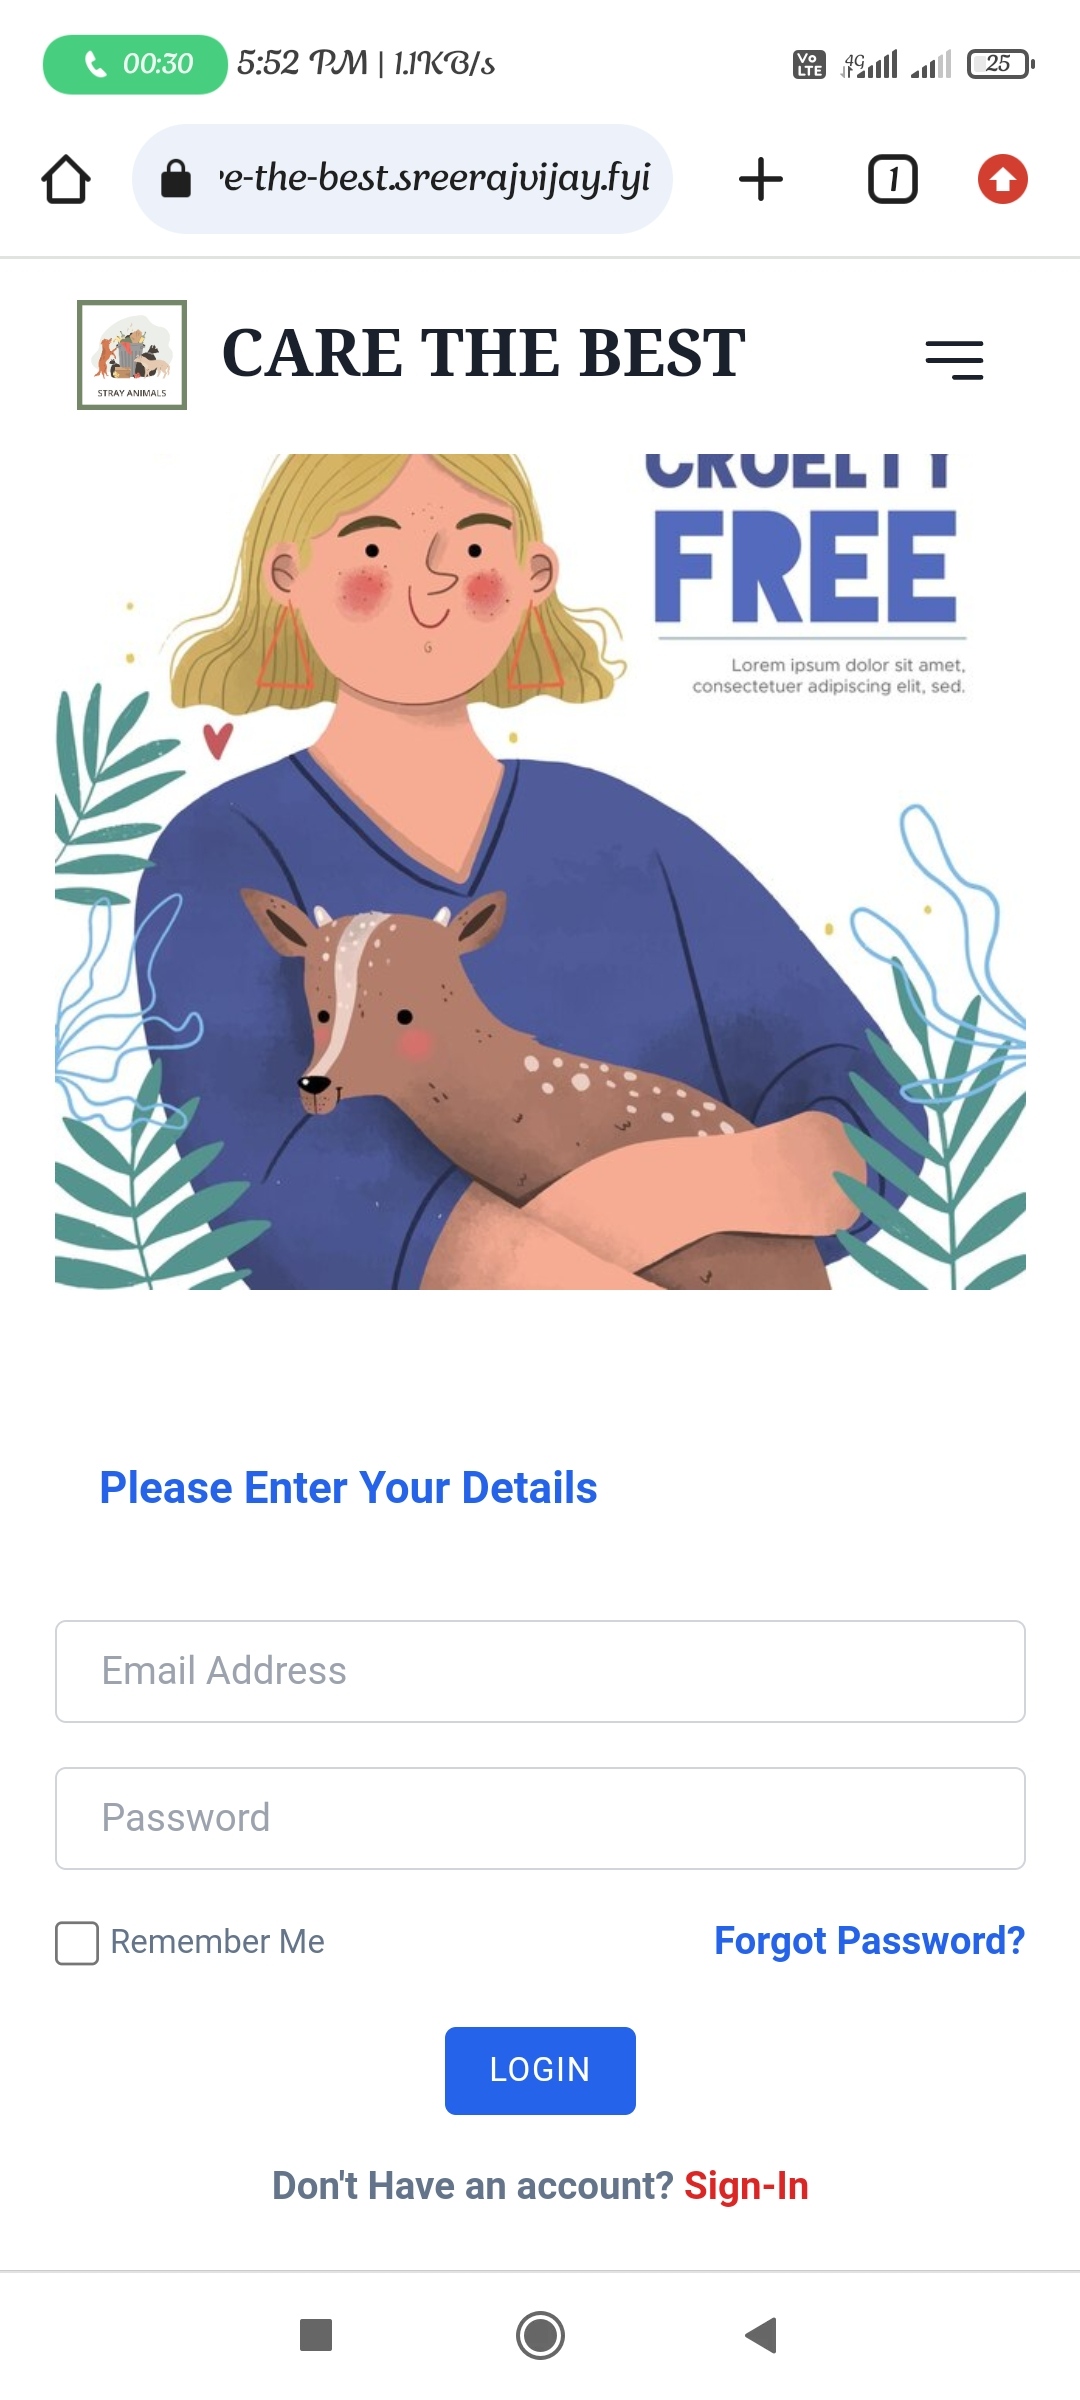 00:30 5:52 PM | 1.1KB/s Vo LTE 4G 25
e-the-best.sreerajvijay.fyi 1
STRAY ANIMALS
CARE THE BEST
CRUELTY
FREE
Lorem ipsum dolor sit amet,
consectetuer adipiscing elit, sed.
Please Enter Your Details
Email Address
Password
Remember Me Forgot Password?
LOGIN
Don't Have an account? Sign-In